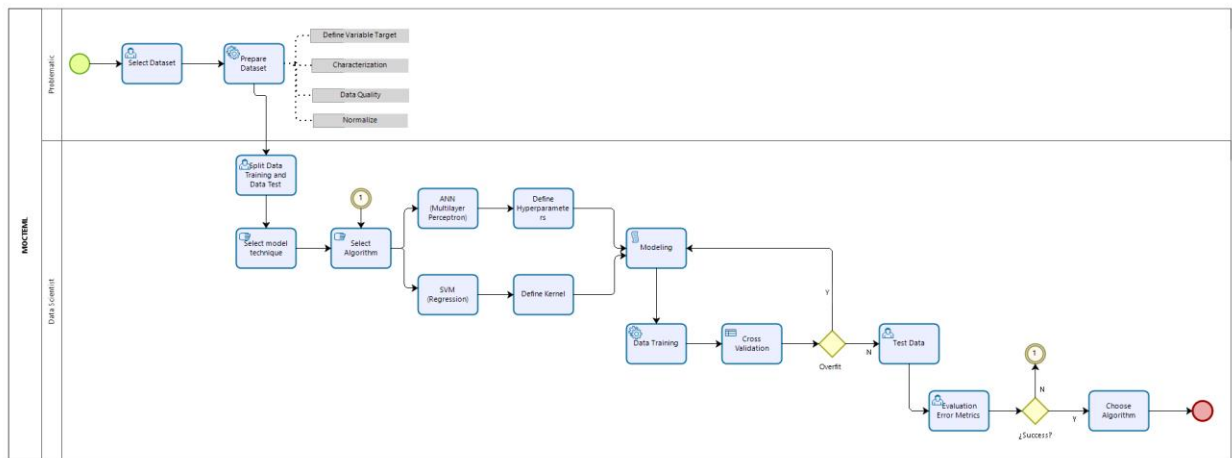 MOCTEML
Problematic
Select Dataset
Prepare
Dataset
Define Variable Target
Characterization
Data Quality
Normalize
Data Scientist
Split Data
Training and
Data Test
Select model
technique
1
Select
Algorithm
ANN
(Multilayer
Perceptron)
Define
Hyperparamete
rs
SVM
(Regression)
Define Kernel
Modeling
Data Training
Cross
Validation
Overfit
Y
N
Test Data
Evaluation
Error Metrics
¿Success?
N
1
Y
Choose
Algorithm